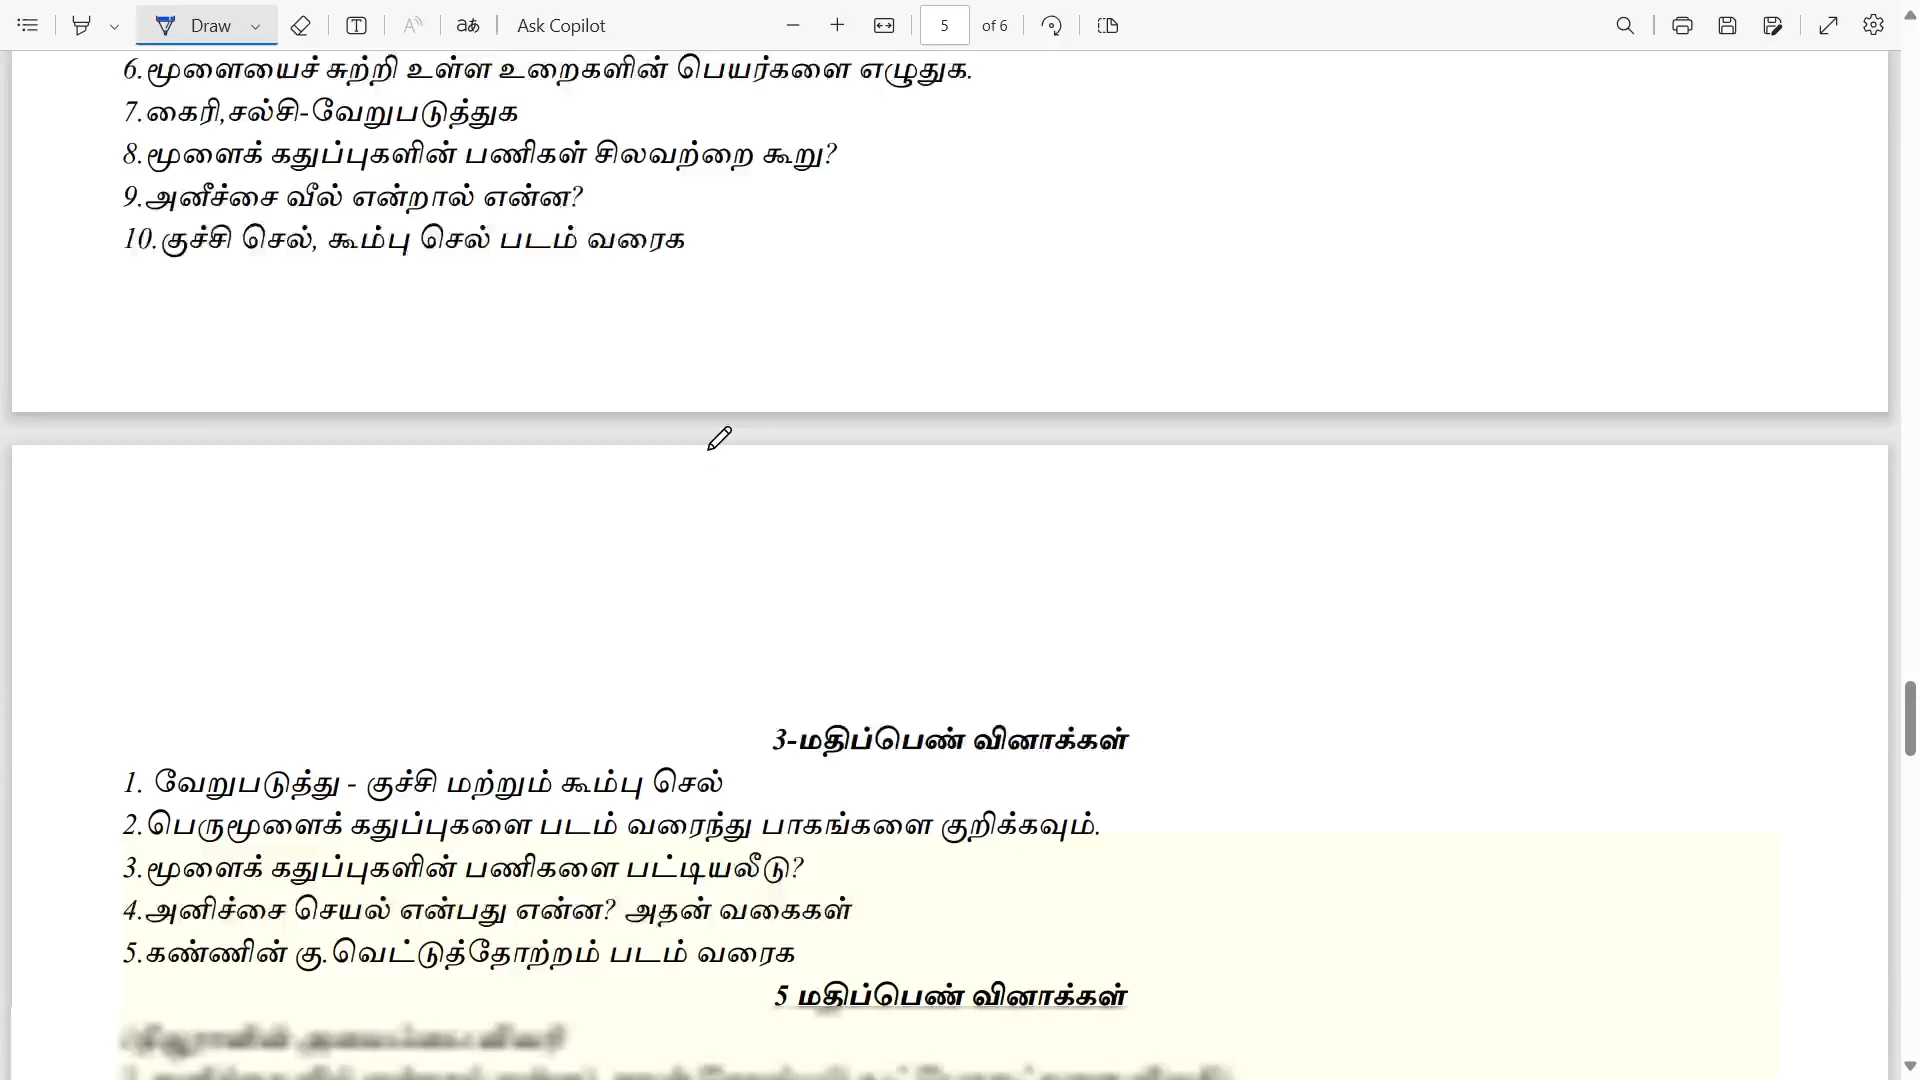 Draw
aあ
Ask Copilot
5
of 6
6.மூளையைச் சுற்றி உள்ள உறைகளின் பெயர்களை எழுதுக.
7.கைரி,சல்சி-வேறுபடுத்துக
8.மூளைக் கதுப்புகளின் பணிகள் சிலவற்றை கூறு?
9.அனீச்சை வீல் என்றால் என்ன?
10.குச்சி செல், கூம்பு செல் படம் வரைக
3-மதிப்பெண் வினாக்கள்
1. வேறுபடுத்து - குச்சி மற்றும் கூம்பு செல்
2.பெருமூளைக் கதுப்புகளை படம் வரைந்து பாகங்களை குறிக்கவும்.
3.மூளைக் கதுப்புகளின் பணிகளை பட்டியலீடு?
4.அனிச்சை செயல் என்பது என்ன? அதன் வகைகள்
5.கண்ணின் கு.வெட்டுத்தோற்றம் படம் வரைக
5 மதிப்பெண் வினாக்கள்